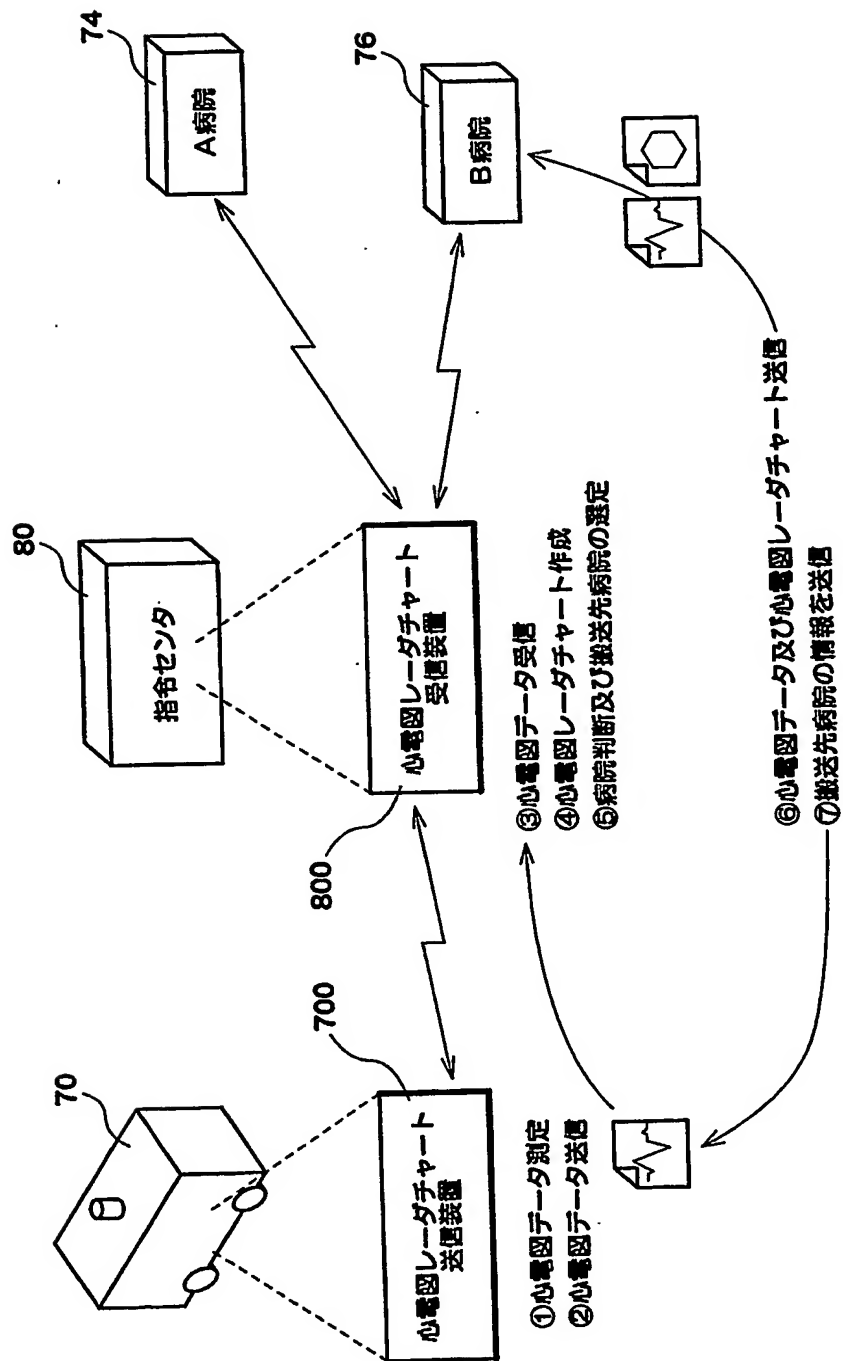 70
心電図レーダチャート
送信装置
700
①心電図データ測定
②心電図データ送信
80
指令センタ
心電図レーダチャート
受信装置
800
③心電図データ受信
④心電図レーダチャート作成
⑤病院判断及び搬送先病院の選定
74
A病院
76
B病院
⑥心電図データ及び心電図レーダチャート送信
⑦搬送先病院の情報を送信